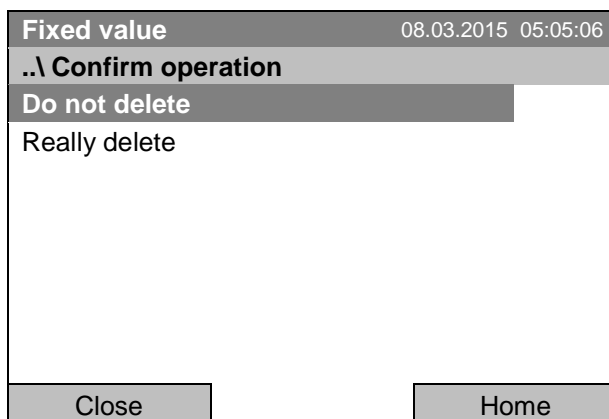 Fixed value 08.03.2015 05:05:06
..\ Confirm operation
Do not delete
Really delete
Close Home